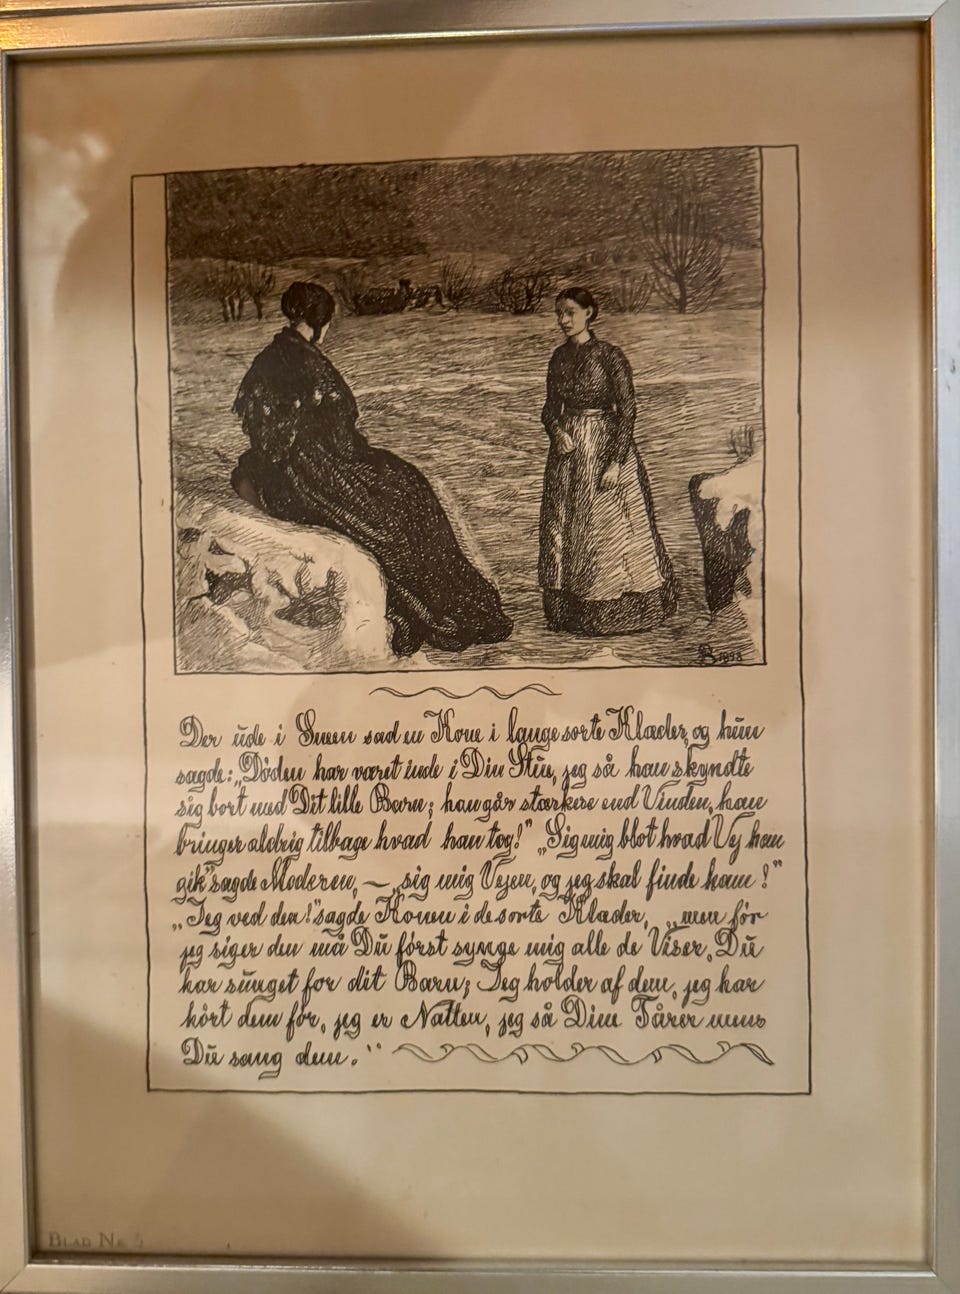 1893
Der ude i Sneen sad en Kone i lange sorte Klæder, og hun
sagde: „Døden har været inde i Din Stue, jeg så han skyndte
sig bort med Dit lille Barn; han går stærkere end Vinden, han
bringer aldrig tilbage hvad han tog!" „Sig mig blot hvad Vej han
gik" sagde Moderen, — „sig mig Vejen, og jeg skal finde ham!"
„Jeg ved den!" sagde Konen i de sorte Klæder, „men før
jeg siger den må Du først synge mig alle de Viser, Du
har sunget for dit Barn; Jeg holder af dem, jeg har
hørt dem før, jeg er Natten, jeg så Dine Tårer mens
Du sang dem."
BLAD NR. 5